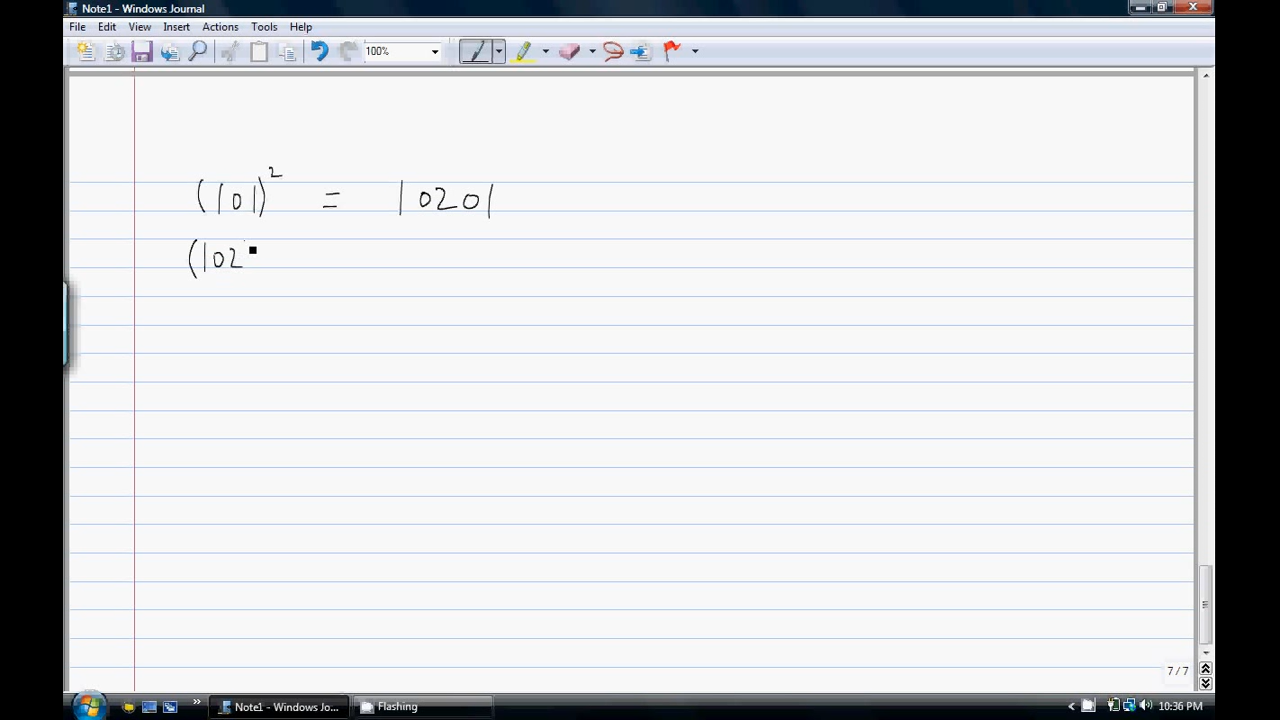 Note1 - Windows Journal
File Edit View Insert Actions Tools Help
100%
(101)² = 10201
(102
7 / 7
» Note1 - Windows Jo... Flashing < 10:36 PM